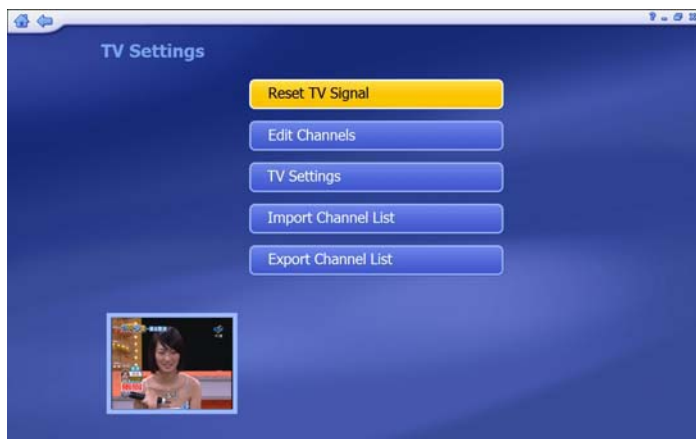 TV Settings
Reset TV Signal
Edit Channels
TV Settings
Import Channel List
Export Channel List